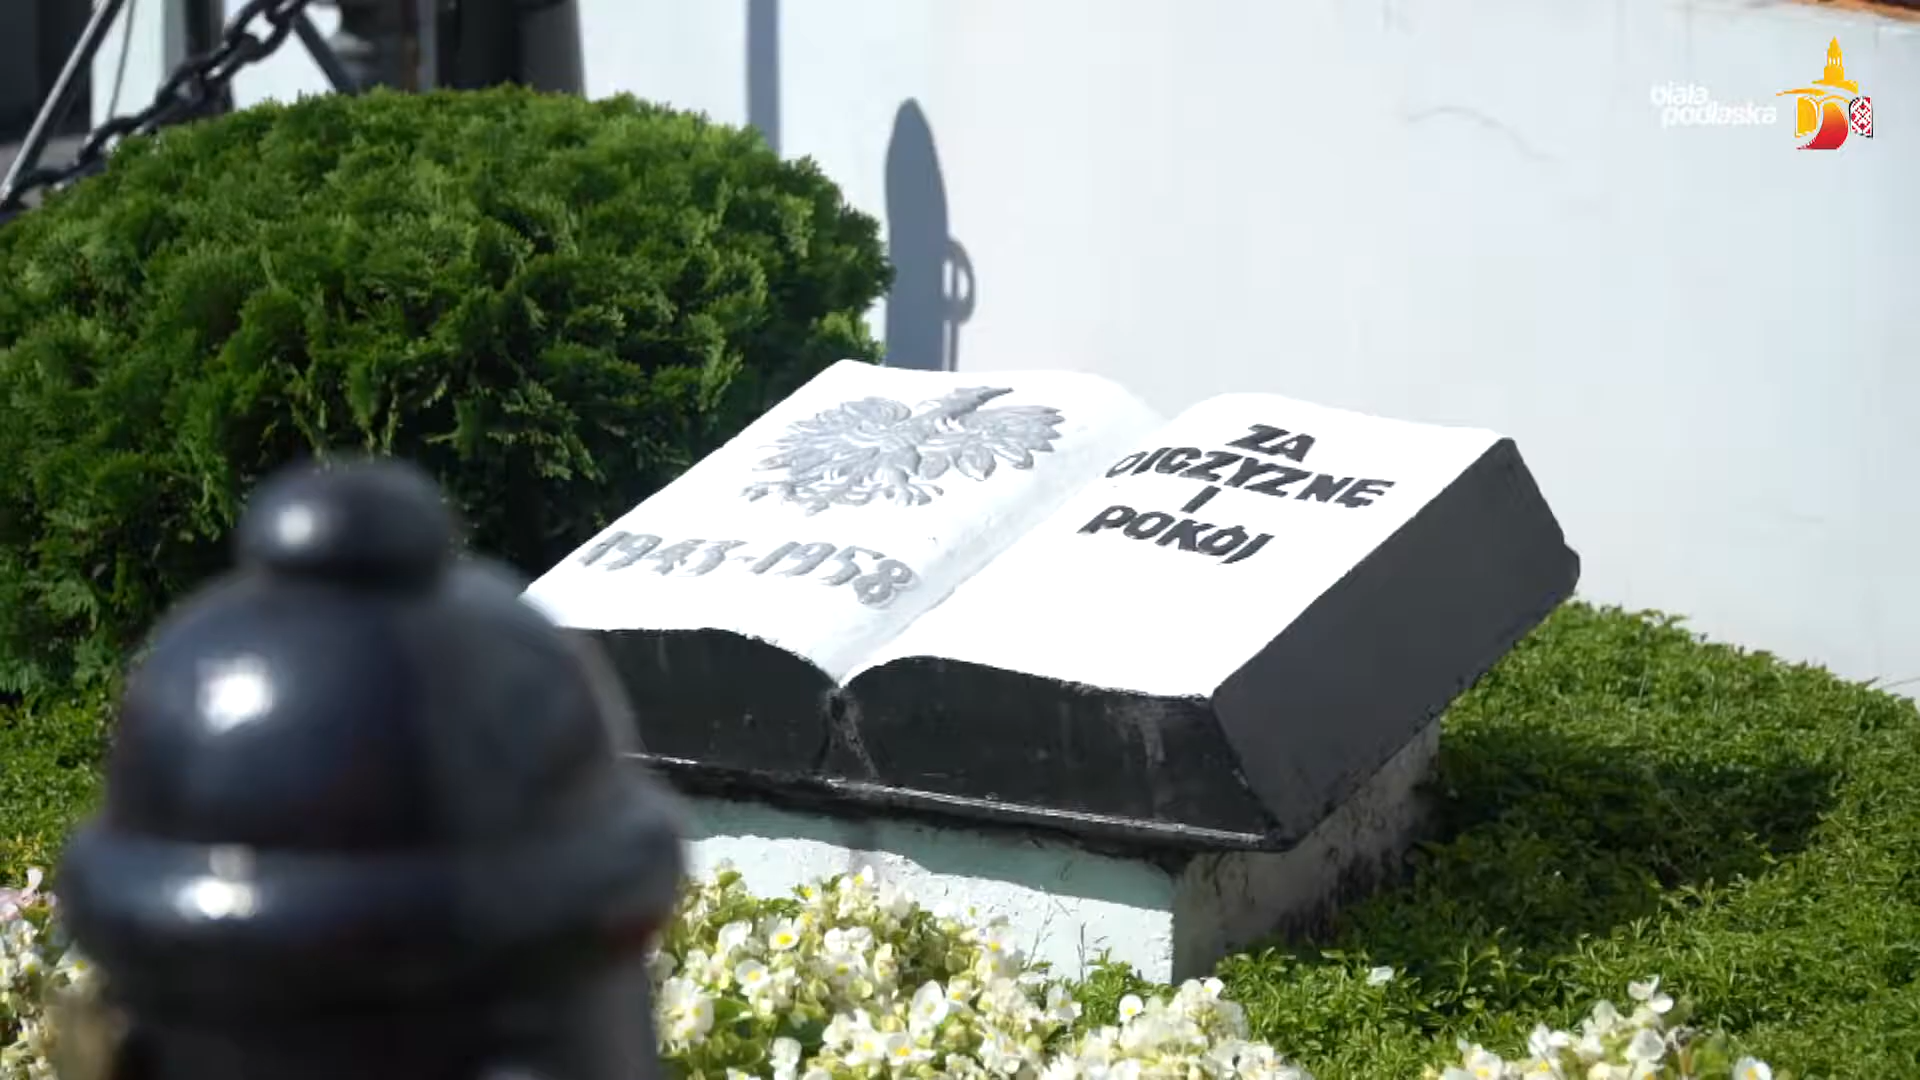 biała
podlaska
1943-1958
ZA
OJCZYZNĘ
I
POKÓJ